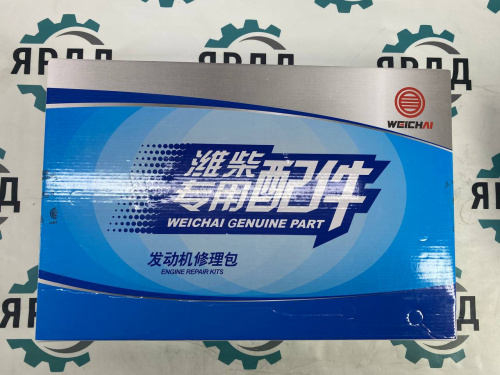 ЯРДД
WEICHAI
潍柴
专用配件
WEICHAI GENUINE PART
发动机修理包
ENGINE REPAIR KITS
ЯРДД